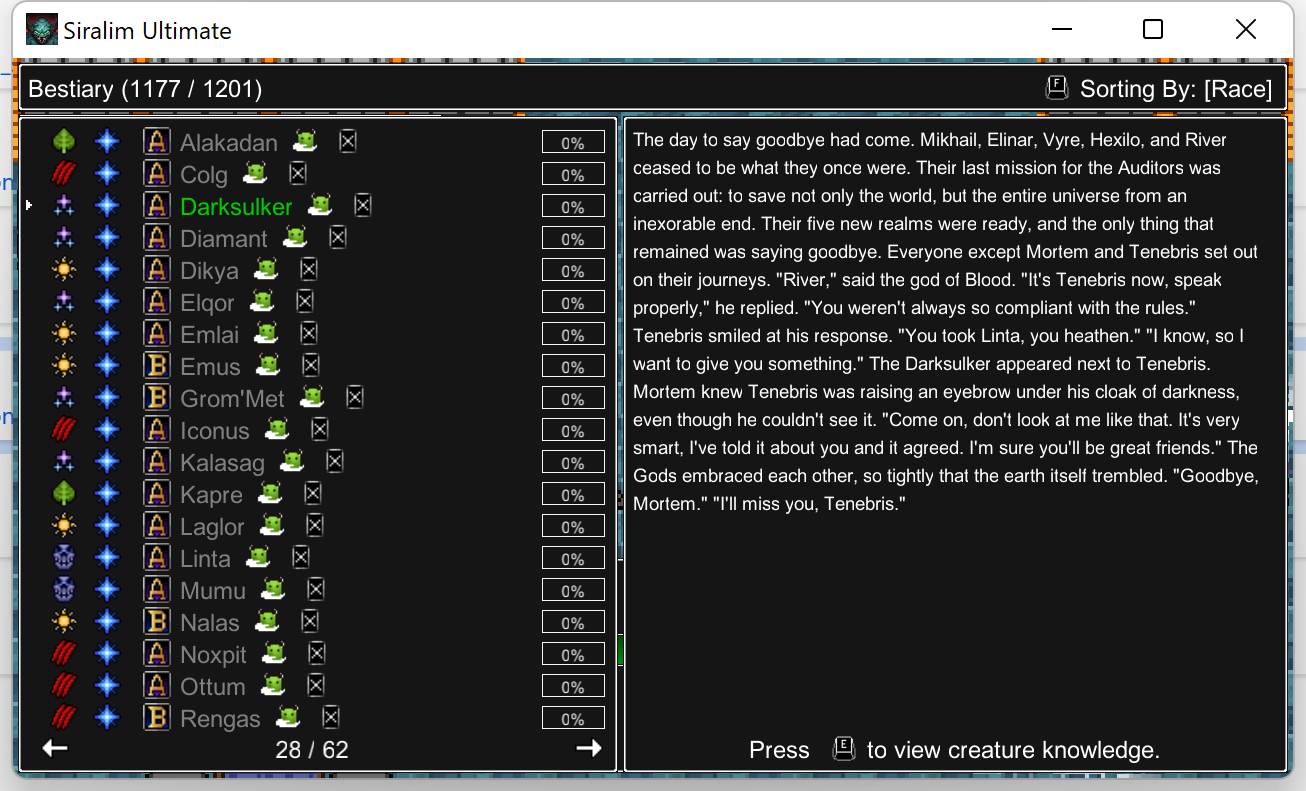 Siralim Ultimate
Bestiary (1177 / 1201)
F Sorting By: [Race]
A Alakadan 0%
A Colg 0%
A Darksulker 0%
A Diamant 0%
A Dikya 0%
A Elqor 0%
A Emlai 0%
B Emus 0%
B Grom'Met 0%
A Iconus 0%
A Kalasag 0%
A Kapre 0%
A Laglor 0%
A Linta 0%
A Mumu 0%
B Nalas 0%
A Noxpit 0%
A Ottum 0%
B Rengas 0%
28 / 62
The day to say goodbye had come. Mikhail, Elinar, Vyre, Hexilo, and River
ceased to be what they once were. Their last mission for the Auditors was
carried out: to save not only the world, but the entire universe from an
inexorable end. Their five new realms were ready, and the only thing that
remained was saying goodbye. Everyone except Mortem and Tenebris set out
on their journeys. "River," said the god of Blood. "It's Tenebris now, speak
properly," he replied. "You weren't always so compliant with the rules."
Tenebris smiled at his response. "You took Linta, you heathen." "I know, so I
want to give you something." The Darksulker appeared next to Tenebris.
Mortem knew Tenebris was raising an eyebrow under his cloak of darkness,
even though he couldn't see it. "Come on, don't look at me like that. It's very
smart, I've told it about you and it agreed. I'm sure you'll be great friends." The
Gods embraced each other, so tightly that the earth itself trembled. "Goodbye,
Mortem." "I'll miss you, Tenebris."
Press E to view creature knowledge.